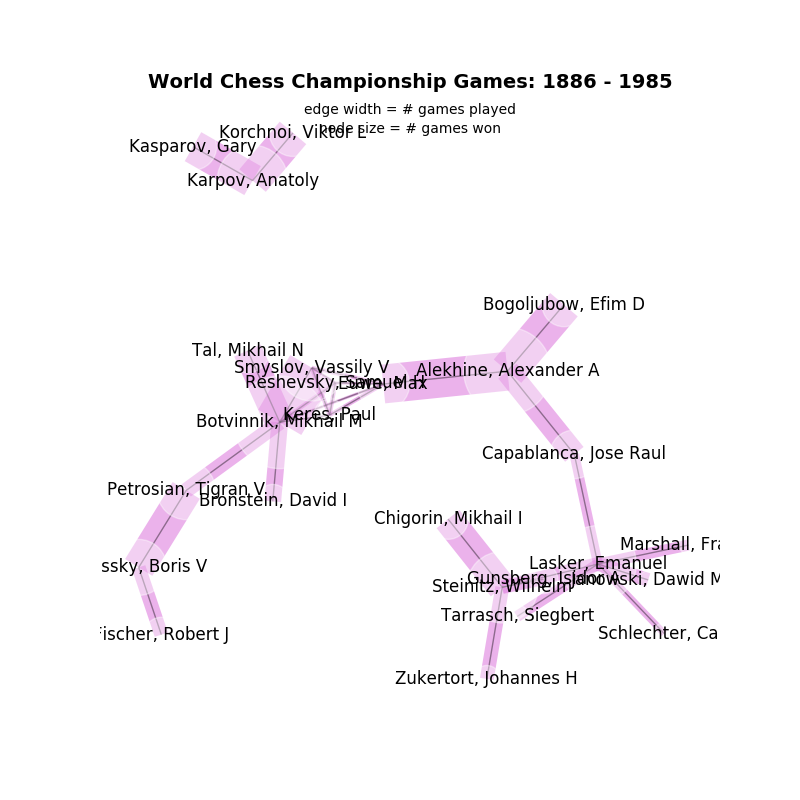 World Chess Championship Games: 1886 - 1985
edge width = # games played
node size = # games won
Korchnoi, Viktor L
Kasparov, Gary
Karpov, Anatoly
Bogoljubow, Efim D
Tal, Mikhail N
Smyslov, Vassily V
Alekhine, Alexander A
Reshevsky, Samuel H
Euwe, Max
Keres, Paul
Botvinnik, Mikhail M
Capablanca, Jose Raul
Petrosian, Tigran V
Bronstein, David I
Chigorin, Mikhail I
Marshall, Fra
Lasker, Emanuel
ssky, Boris V
Gunsberg, Isidor A
Janowski, Dawid M
Steinitz, Wilhelm
Tarrasch, Siegbert
Fischer, Robert J
Schlechter, Ca
Zukertort, Johannes H